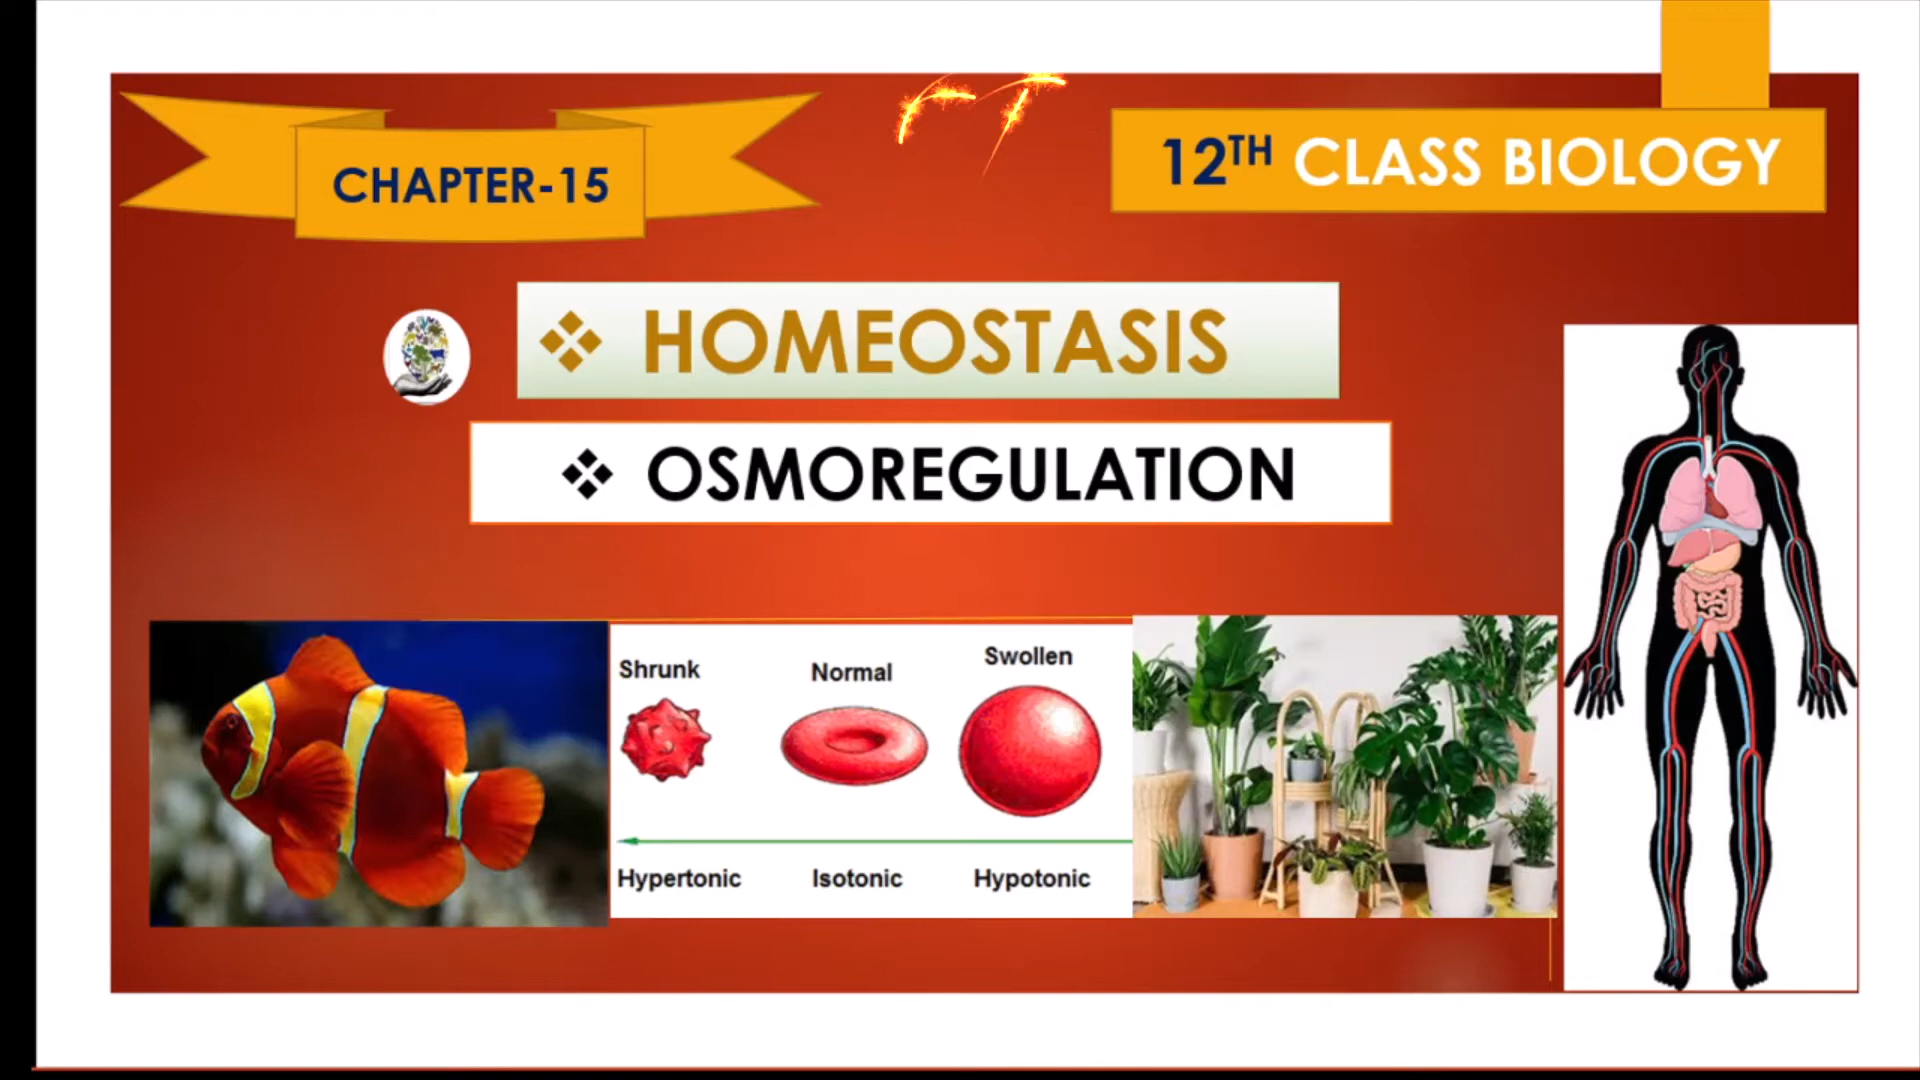 CHAPTER-15
12TH CLASS BIOLOGY
❖ HOMEOSTASIS
❖ OSMOREGULATION
Shrunk Normal Swollen
Hypertonic Isotonic Hypotonic